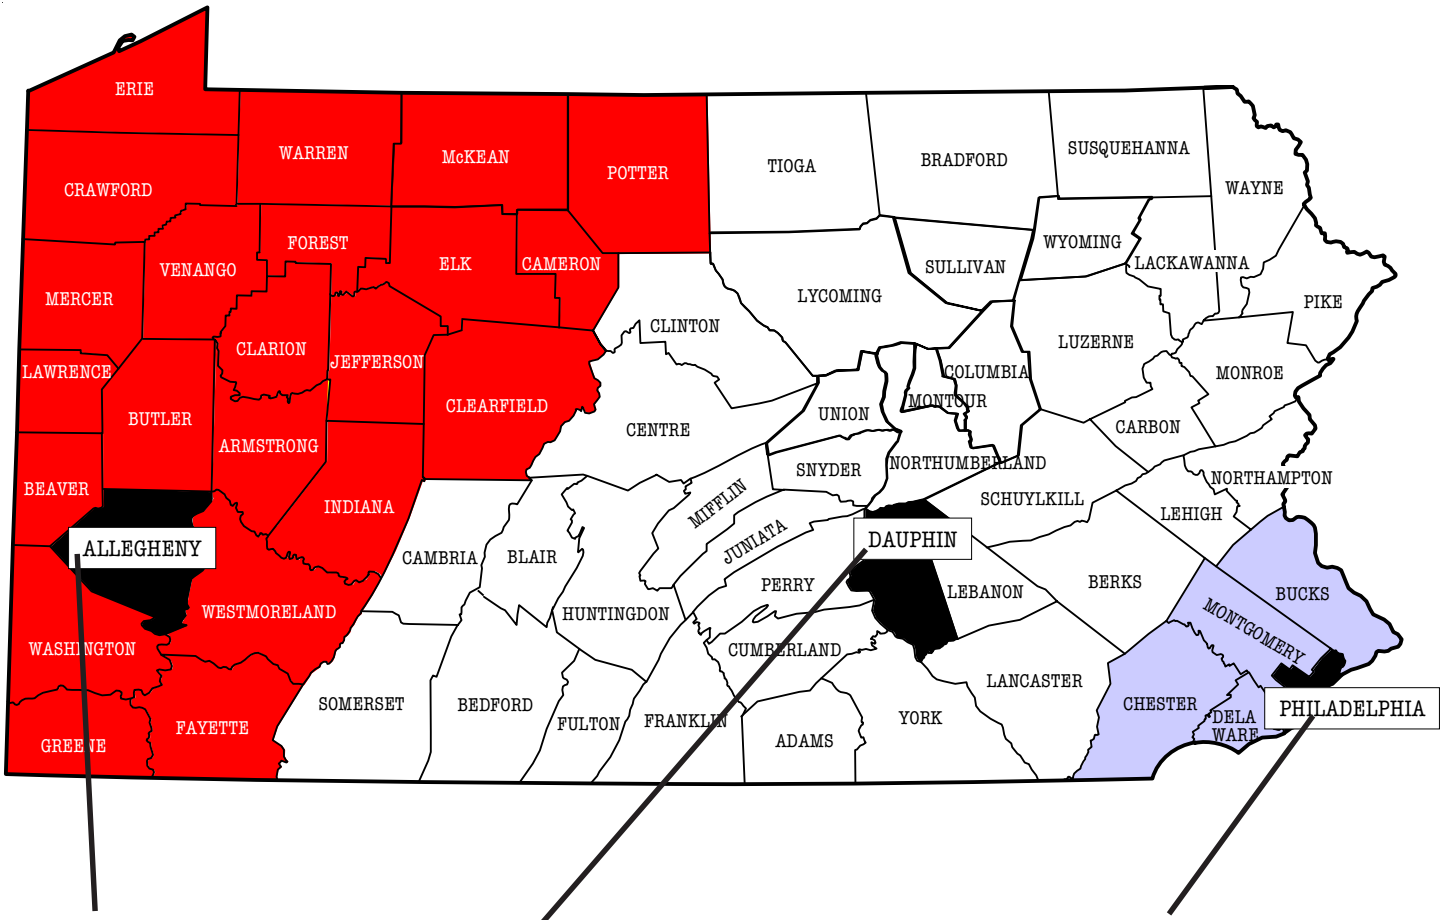 ERIE
WARREN
McKEAN
POTTER
TIOGA
BRADFORD
SUSQUEHANNA
WAYNE
CRAWFORD
FOREST
VENANGO
ELK
CAMERON
SULLIVAN
WYOMING
LACKAWANNA
MERCER
LYCOMING
PIKE
CLINTON
CLARION
JEFFERSON
LUZERNE
LAWRENCE
COLUMBIA
MONROE
BUTLER
CLEARFIELD
MONTOUR
UNION
CENTRE
CARBON
ARMSTRONG
SNYDER
NORTHUMBERLAND
NORTHAMPTON
BEAVER
INDIANA
MIFFLIN
SCHUYLKILL
LEHIGH
ALLEGHENY
JUNIATA
DAUPHIN
CAMBRIA
BLAIR
PERRY
BERKS
LEBANON
BUCKS
WESTMORELAND
HUNTINGDON
MONTGOMERY
WASHINGTON
CUMBERLAND
LANCASTER
SOMERSET
BEDFORD
CHESTER
PHILADELPHIA
FAYETTE
FULTON
FRANKLIN
YORK
DELA
WARE
GREENE
ADAMS